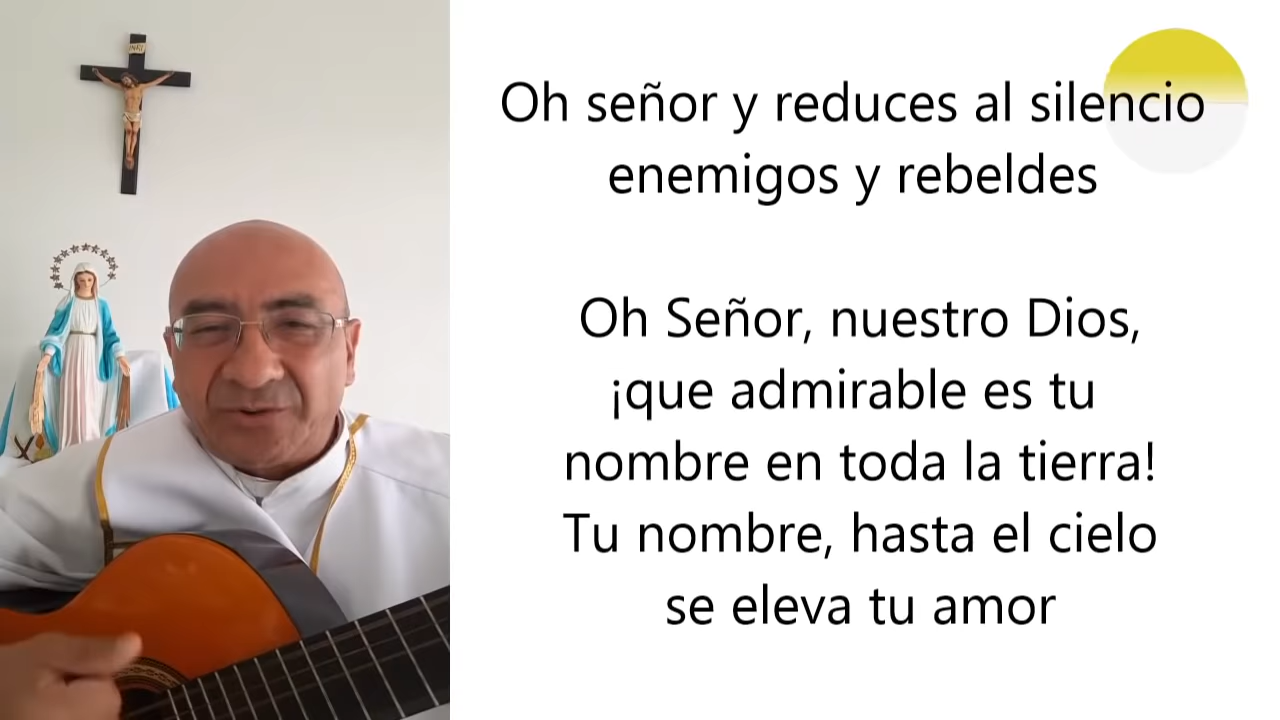 Oh señor y reduces al silencio
enemigos y rebeldes
Oh Señor, nuestro Dios,
¡que admirable es tu
nombre en toda la tierra!
Tu nombre, hasta el cielo
se eleva tu amor